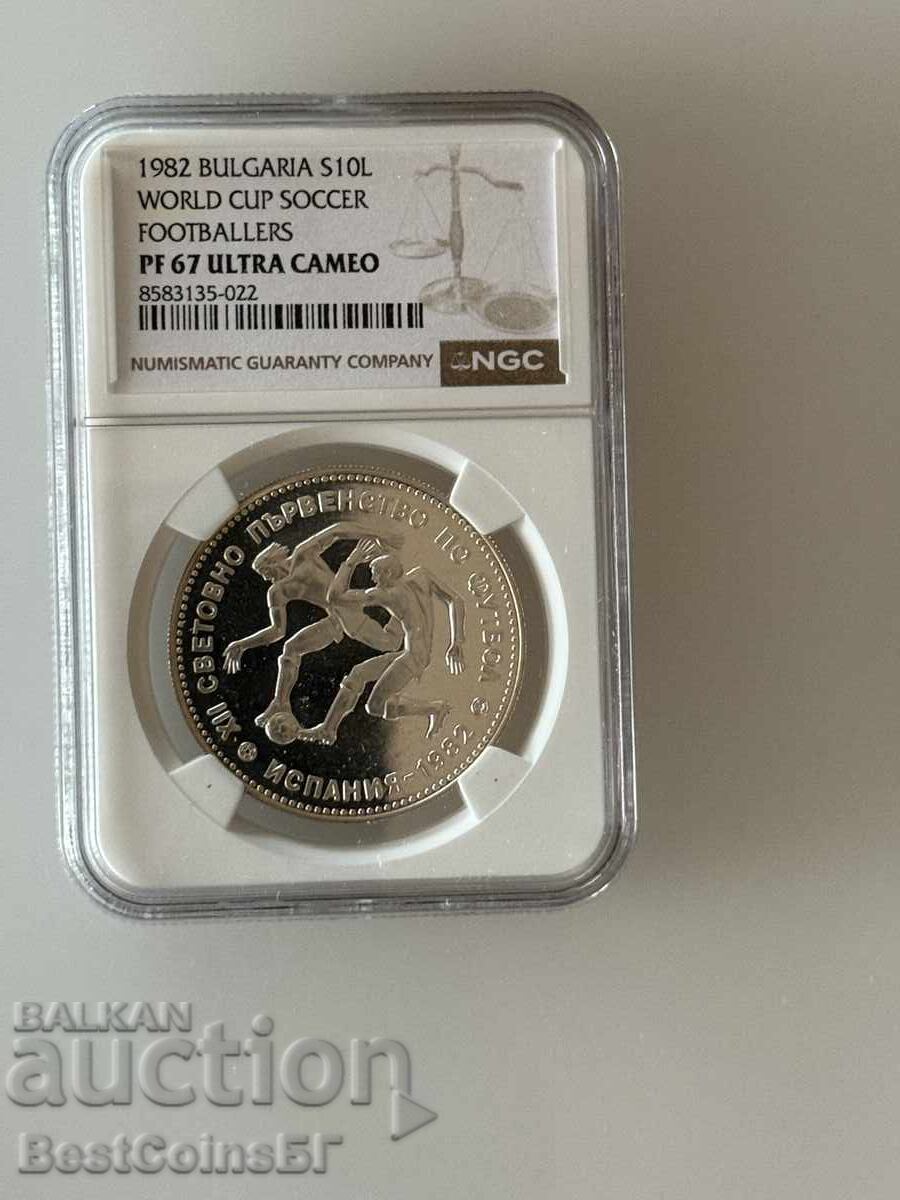 1982 BULGARIA S10L
WORLD CUP SOCCER
FOOTBALLERS
PF 67 ULTRA CAMEO
8583135-022
NUMISMATIC GUARANTY COMPANY
NGC
XII СВЕТОВНО ПЪРВЕНСТВО ПО ФУТБОЛ
ИСПАНИЯ-1982
BALKAN
auction
BestCoinsБГ